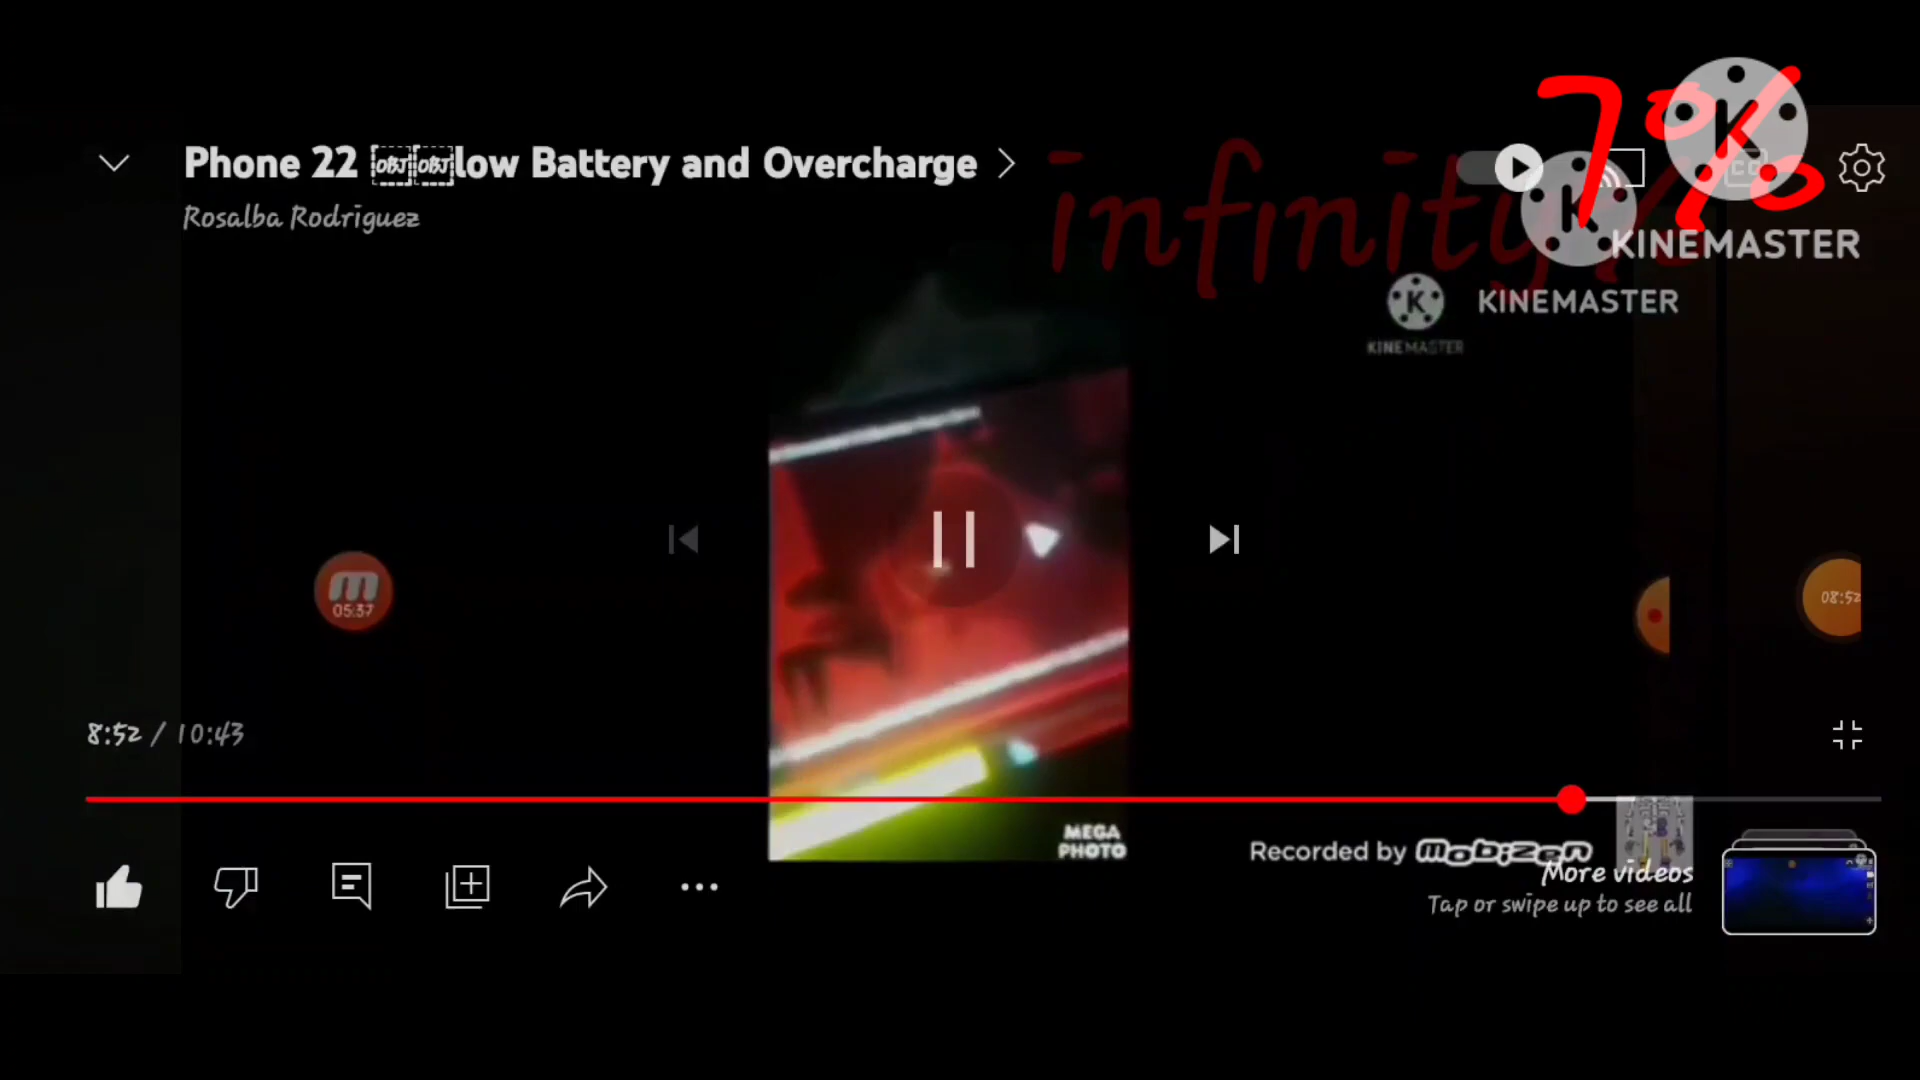 Phone 22 ￼￼low Battery and Overcharge
Rosalba Rodriguez
7%
infinity%
CC
K
KINEMASTER
K
K
KINEMASTER
KINEMASTER
m
05:37
08:52
8:52 / 10:43
MEGA
PHOTO
Recorded by mobizen
More videos
Tap or swipe up to see all